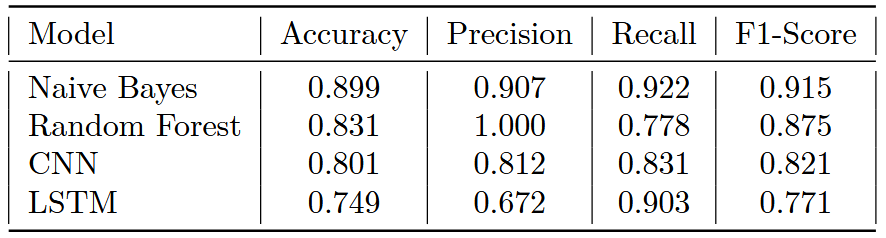 Model Accuracy Precision Recall F1-Score
Naive Bayes 0.899 0.907 0.922 0.915
Random Forest 0.831 1.000 0.778 0.875
CNN 0.801 0.812 0.831 0.821
LSTM 0.749 0.672 0.903 0.771